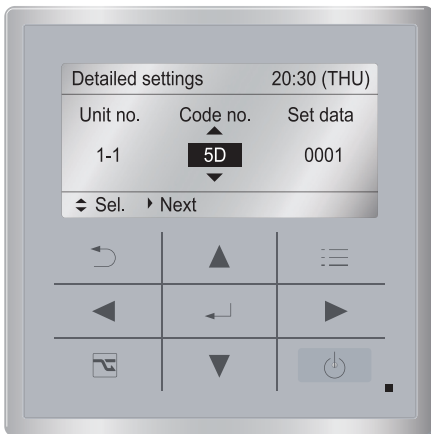 Detailed settings 20:30 (THU)
Unit no. Code no. Set data
1-1 5D 0001
Sel. Next